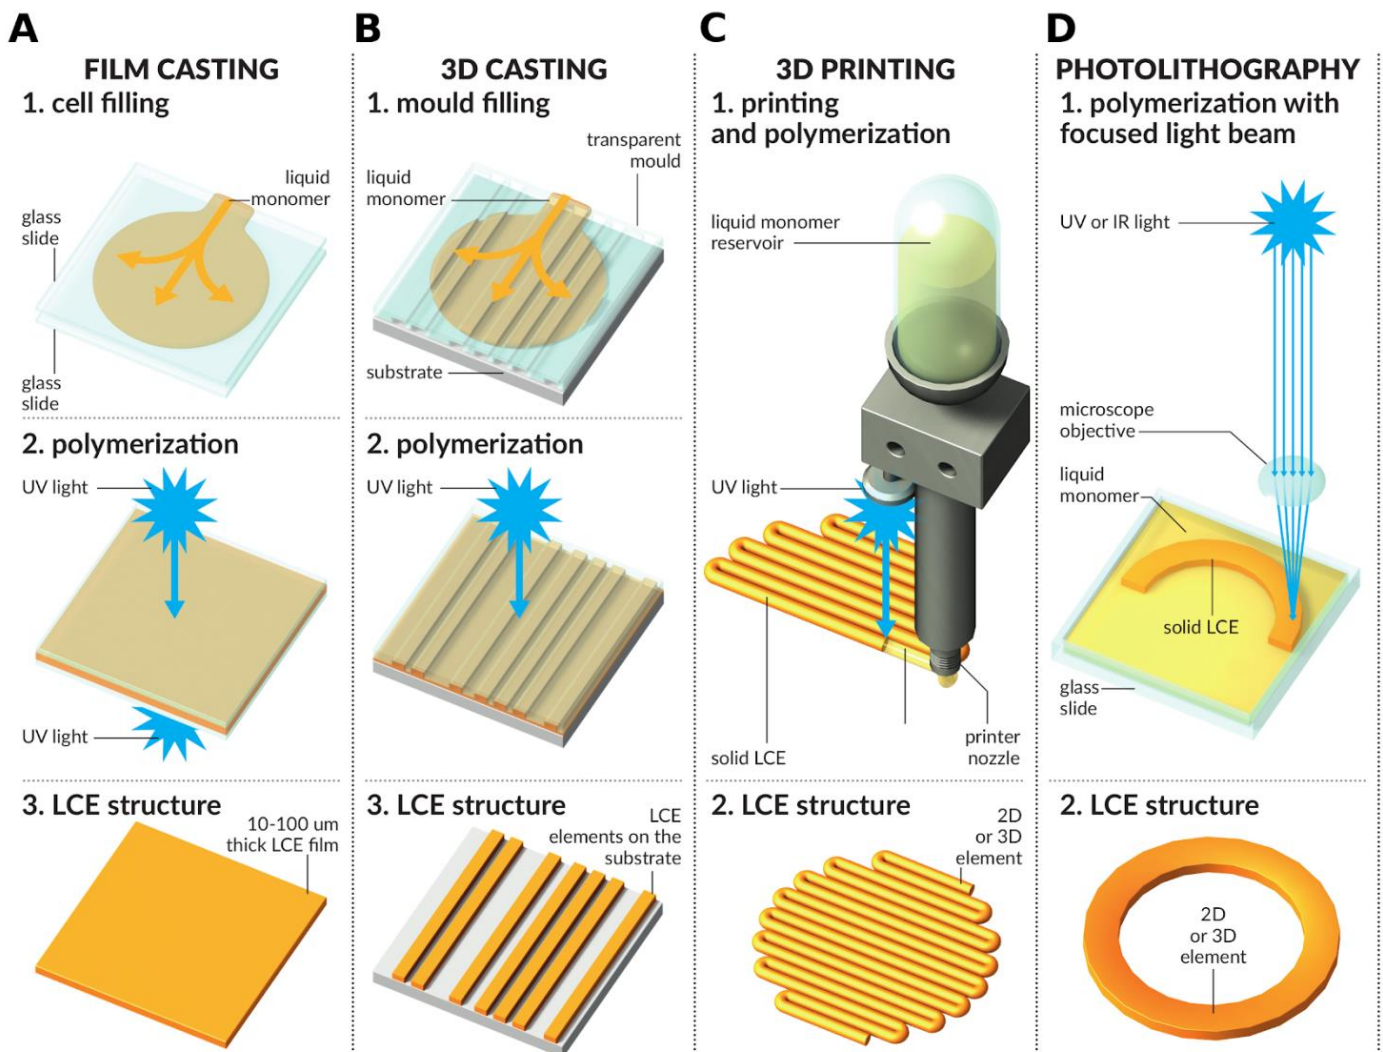 A
FILM CASTING
1. cell filling
liquid
monomer
glass
slide
glass
slide
2. polymerization
UV light
UV light
3. LCE structure
10-100 um
thick LCE film
B
3D CASTING
1. mould filling
transparent
mould
liquid
monomer
substrate
2. polymerization
UV light
3. LCE structure
LCE
elements on the
substrate
C
3D PRINTING
1. printing
and polymerization
liquid monomer
reservoir
UV light
solid LCE
printer
nozzle
2. LCE structure
2D
or 3D
element
D
PHOTOLITHOGRAPHY
1. polymerization with
focused light beam
UV or IR light
microscope
objective
liquid
monomer
solid LCE
glass
slide
2. LCE structure
2D
or 3D
element